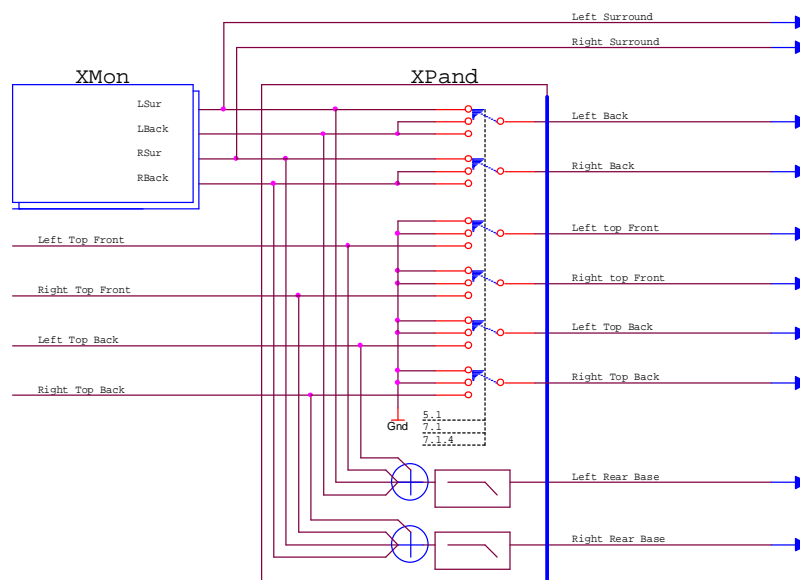 Left Surround
Right Surround
XMon
XPand
LSur
LBack
Left Back
RSur
Right Back
RBack
Left top Front
Left Top Front
Right top Front
Right Top Front
Left Top Back
Left Top Back
Right Top Back
Right Top Back
5.1
Gnd
7.1
7.1.4
Left Rear Base
Right Rear Base